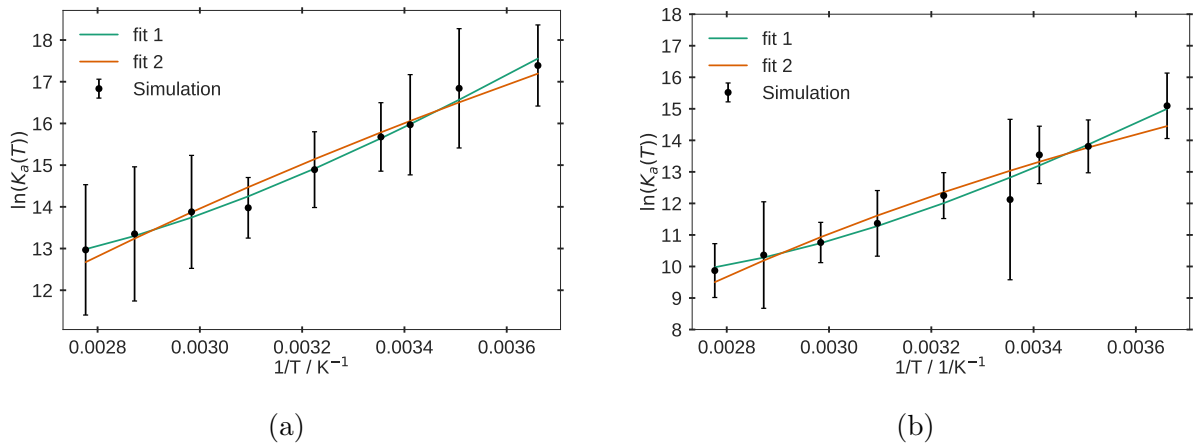 18
17
16
15
14
13
12
ln(Kₐ(T))
fit 1
fit 2
Simulation
0.0028
0.0030
0.0032
0.0034
0.0036
1/T / K⁻¹
(a)
18
17
16
15
14
13
12
11
10
9
8
ln(Kₐ(T))
fit 1
fit 2
Simulation
0.0028
0.0030
0.0032
0.0034
0.0036
1/T / 1/K⁻¹
(b)